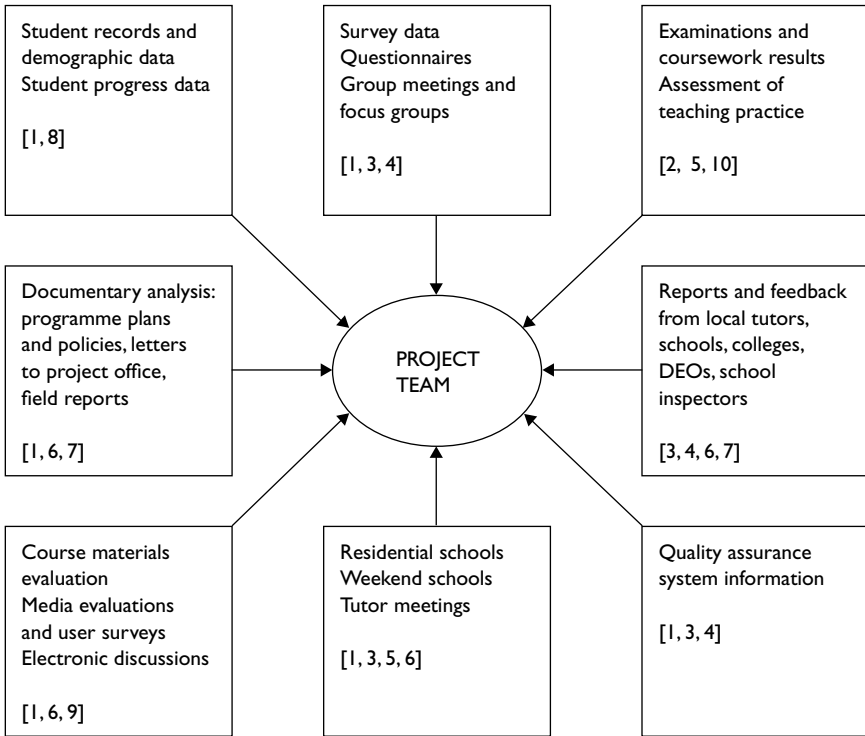 Student records and
demographic data
Student progress data
[1, 8]
Survey data
Questionnaires
Group meetings and
focus groups
[1, 3, 4]
Examinations and
coursework results
Assessment of
teaching practice
[2, 5, 10]
Documentary analysis:
programme plans
and policies, letters
to project office,
field reports
[1, 6, 7]
PROJECT
TEAM
Reports and feedback
from local tutors,
schools, colleges,
DEOs, school
inspectors
[3, 4, 6, 7]
Course materials
evaluation
Media evaluations
and user surveys
Electronic discussions
[1, 6, 9]
Residential schools
Weekend schools
Tutor meetings
[1, 3, 5, 6]
Quality assurance
system information
[1, 3, 4]